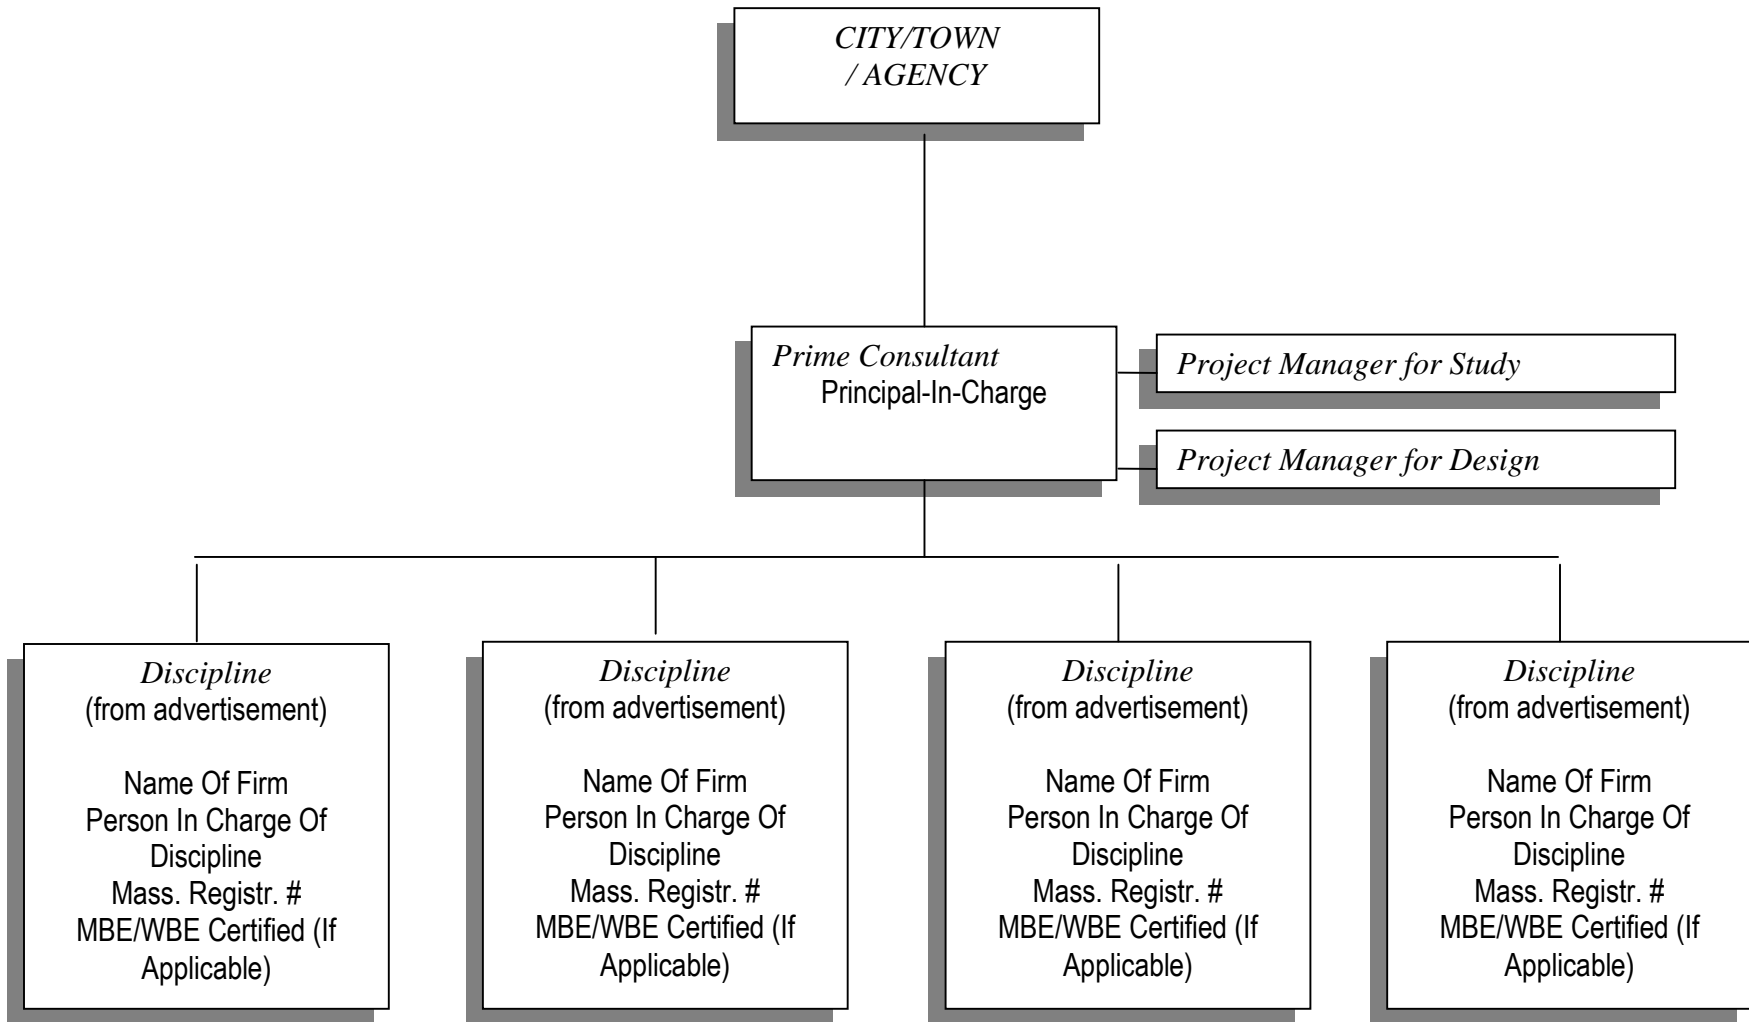 CITY/TOWN
/ AGENCY
Prime Consultant
Principal-In-Charge
Project Manager for Study
Project Manager for Design
Discipline
(from advertisement)
Name Of Firm
Person In Charge Of
Discipline
Mass. Registr. #
MBE/WBE Certified (If
Applicable)
Discipline
(from advertisement)
Name Of Firm
Person In Charge Of
Discipline
Mass. Registr. #
MBE/WBE Certified (If
Applicable)
Discipline
(from advertisement)
Name Of Firm
Person In Charge Of
Discipline
Mass. Registr. #
MBE/WBE Certified (If
Applicable)
Discipline
(from advertisement)
Name Of Firm
Person In Charge Of
Discipline
Mass. Registr. #
MBE/WBE Certified (If
Applicable)